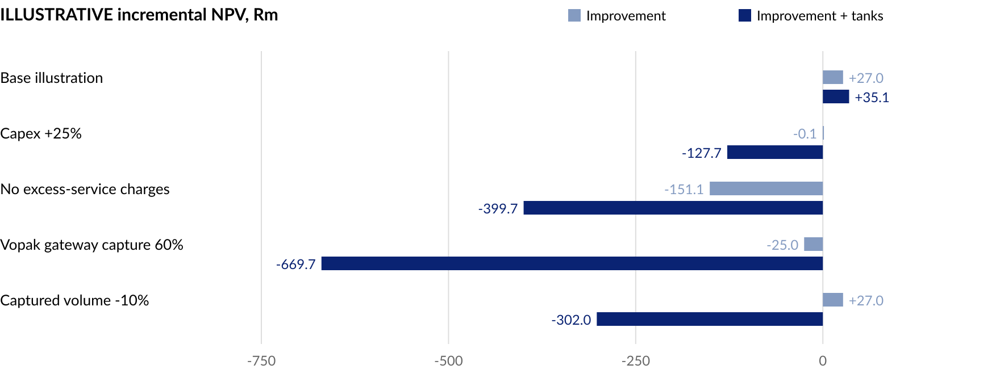 ILLUSTRATIVE incremental NPV, Rm
Improvement
Improvement + tanks
Base illustration
+27.0
+35.1
Capex +25%
-0.1
-127.7
No excess-service charges
-151.1
-399.7
Vopak gateway capture 60%
-25.0
-669.7
Captured volume -10%
+27.0
-302.0
-750 -500 -250 0